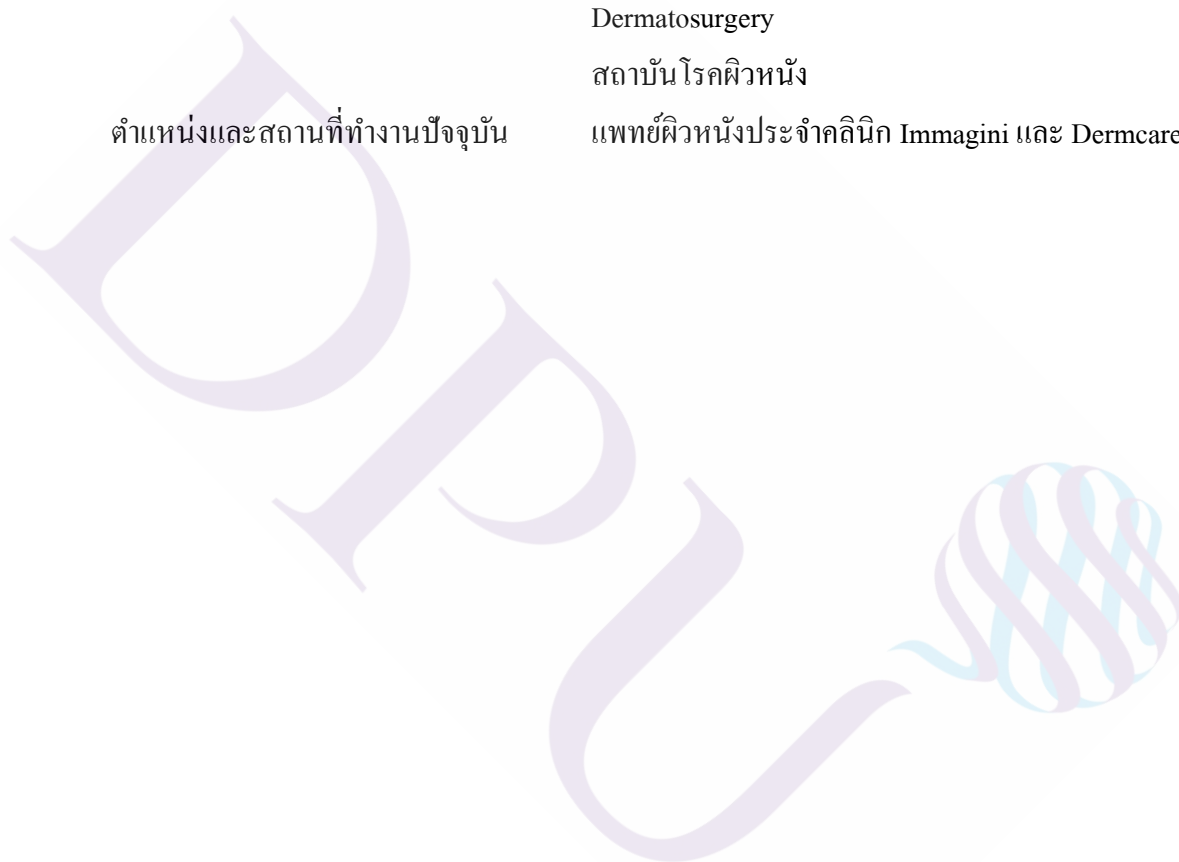 Dermatosurgery
สถาบันโรคผิวหนัง
ตำแหน่งและสถานที่ทำงานปัจจุบัน แพทย์ผิวหนังประจำคลินิก Immagini และ Dermcare
DPU